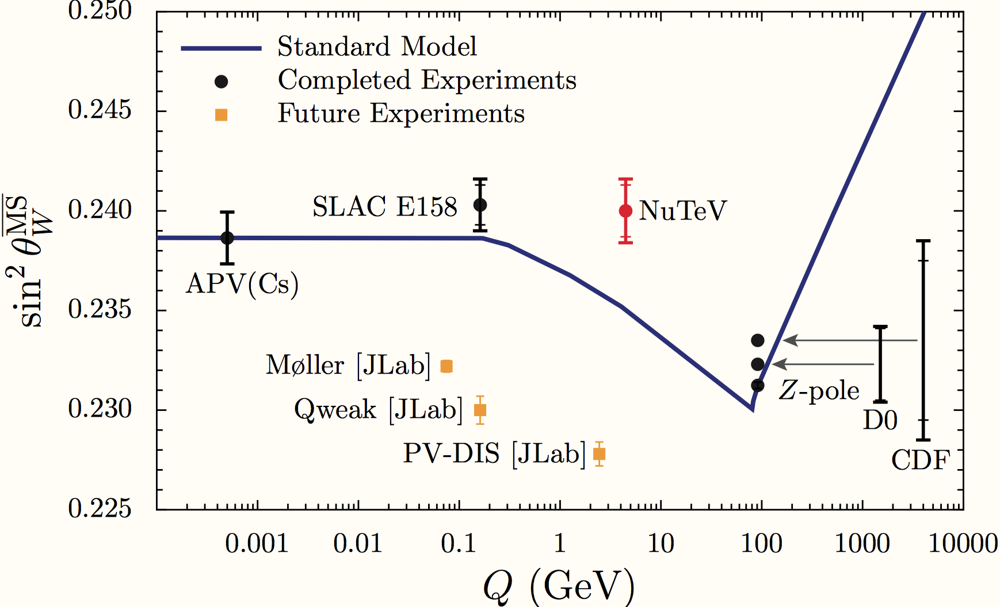 0.250
Standard Model
Completed Experiments
Future Experiments
0.245
0.240
0.235
0.230
0.225
sin² θ_W^{\overline{MS}}
SLAC E158
NuTeV
APV(Cs)
Møller [JLab]
Qweak [JLab]
PV-DIS [JLab]
Z-pole
D0
CDF
0.001 0.01 0.1 1 10 100 1000 10000
Q (GeV)